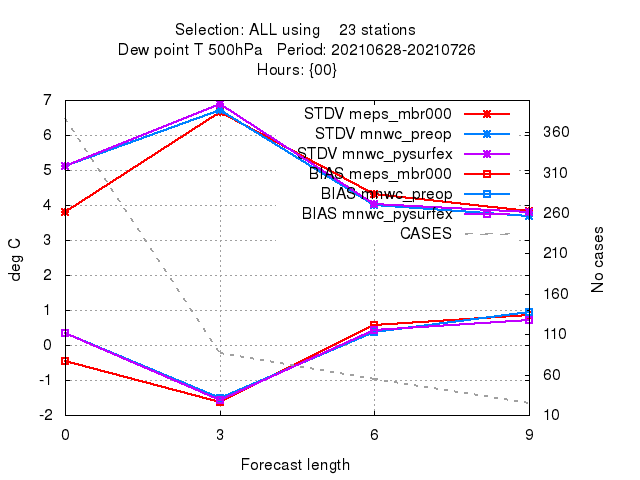 Selection: ALL using 23 stations
Dew point T 500hPa Period: 20210628-20210726
Hours: {00}
STDV meps_mbr000
STDV mnwc_preop
STDV mnwc_pysurfex
BIAS meps_mbr000
BIAS mnwc_preop
BIAS mnwc_pysurfex
CASES
7
6
5
4
3
2
1
0
-1
-2
deg C
360
310
260
210
160
110
60
10
No cases
0 3 6 9
Forecast length